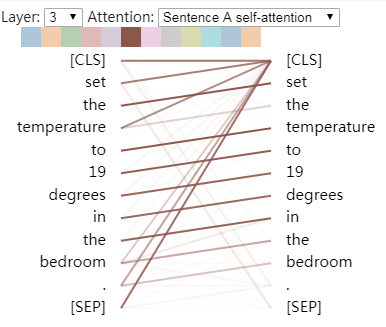 Layer: 3 Attention: Sentence A self-attention
[CLS] [CLS]
set set
the the
temperature temperature
to to
19 19
degrees degrees
in in
the the
bedroom bedroom
. .
[SEP] [SEP]